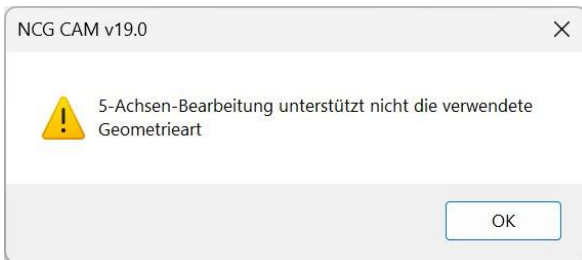 NCG CAM v19.0
5-Achsen-Bearbeitung unterstützt nicht die verwendete
Geometrieart
OK